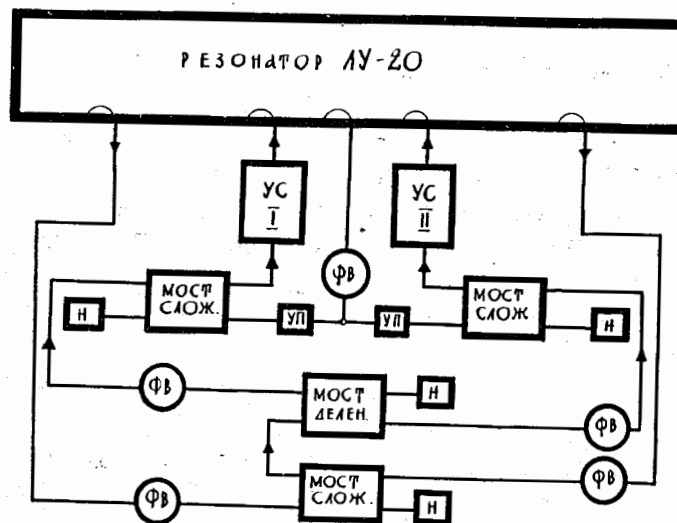 РЕЗОНАТОР ЛУ-20
УС
I
УС
II
ФВ
МОСТ
СЛОЖ.
Н
УП
УП
МОСТ
СЛОЖ.
Н
ФВ
МОСТ
ДЕЛЕН.
Н
ФВ
ФВ
МОСТ
СЛОЖ.
Н
ФВ